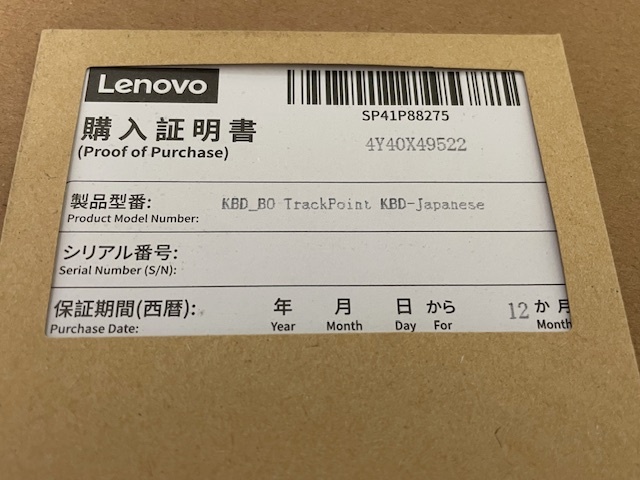 Lenovo
SP41P88275
購入証明書
(Proof of Purchase)
4Y40X49522
製品型番: KBD_BO TrackPoint KBD-Japanese
Product Model Number:
シリアル番号:
Serial Number (S/N):
保証期間(西暦): 年 月 日 から 12 か月
Purchase Date: Year Month Day For Month